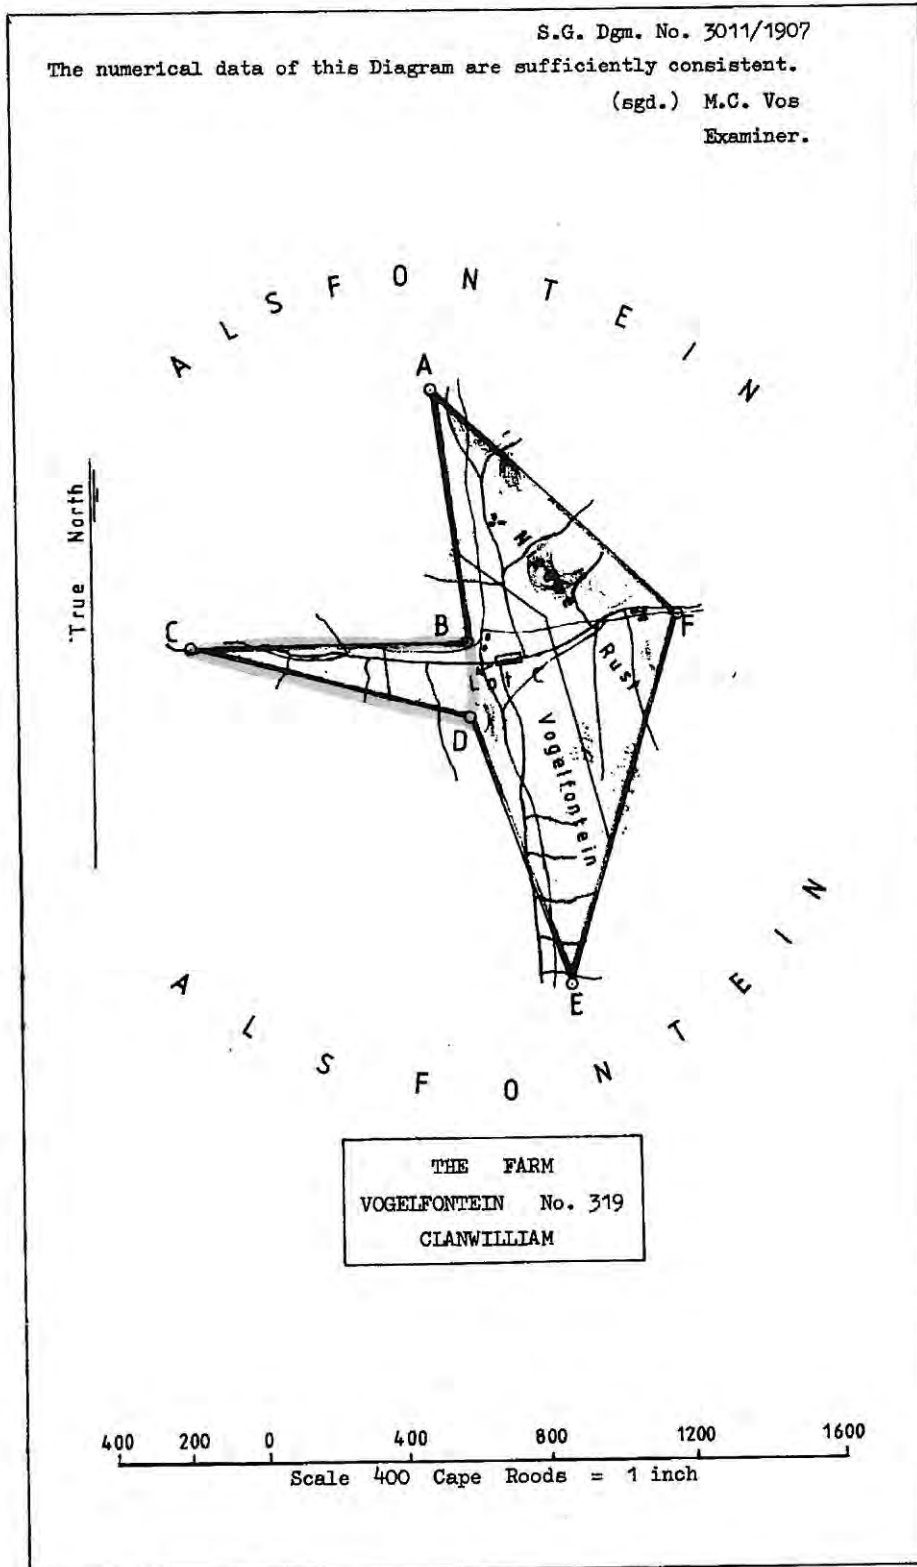 S.G. Dgm. No. 3011/1907
The numerical data of this Diagram are sufficiently consistent.
(sgd.) M.C. Vos
Examiner.
ALSFONTEIN
A
True North
B
C
F
Rust
Lot
D
Vogelfontein
E
ALSFONTEIN
THE FARM
VOGELFONTEIN No. 319
CLANWILLIAM
400 200 0 400 800 1200 1600
Scale 400 Cape Roods = 1 inch